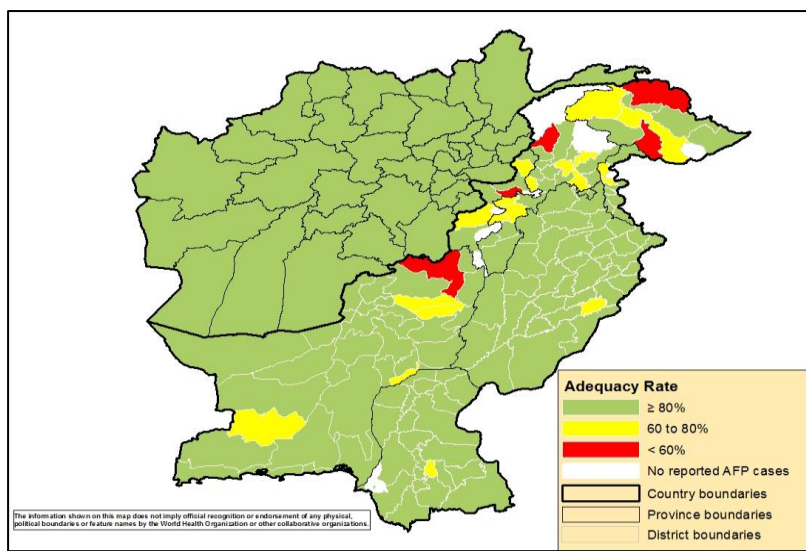 Adequacy Rate
≥ 80%
60 to 80%
< 60%
No reported AFP cases
Country boundaries
Province boundaries
District boundaries
The information shown on this map does not imply official recognition or endorsement of any physical,
political boundaries or feature names by the World Health Organization or other collaborative organizations.